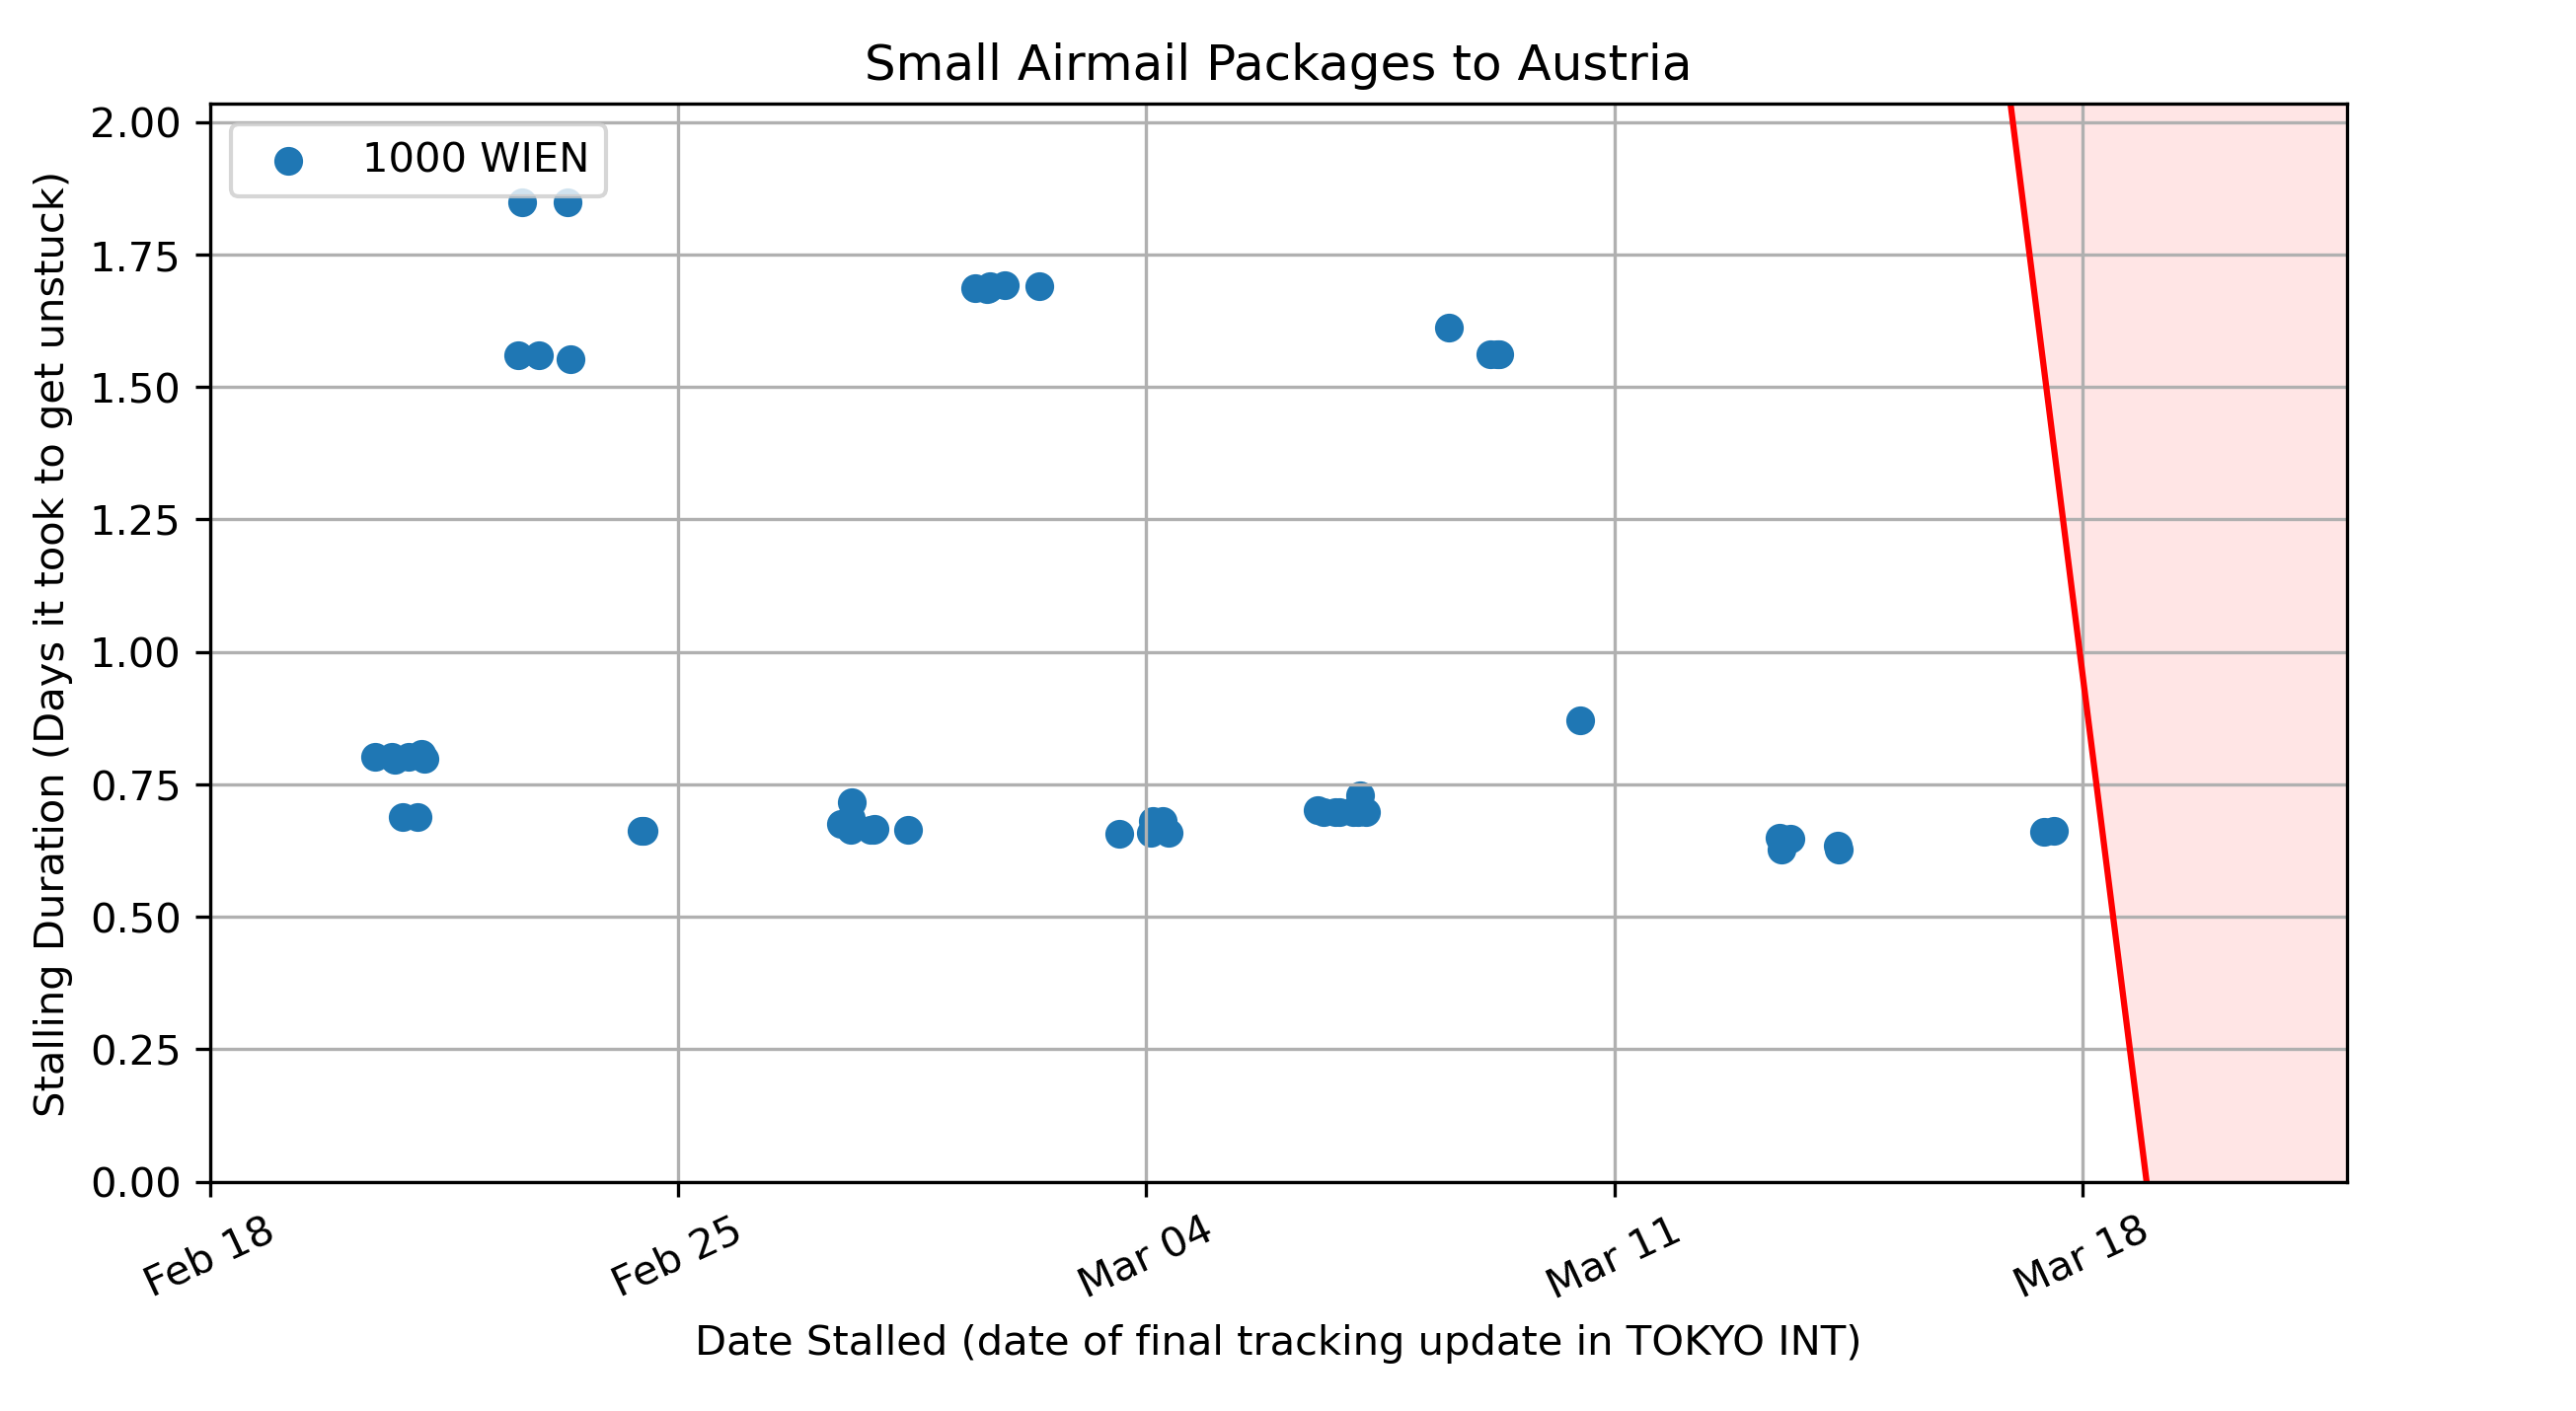 Small Airmail Packages to Austria
1000 WIEN
2.00
1.75
1.50
1.25
1.00
0.75
0.50
0.25
0.00
Stalling Duration (Days it took to get unstuck)
Feb 18
Feb 25
Mar 04
Mar 11
Mar 18
Date Stalled (date of final tracking update in TOKYO INT)